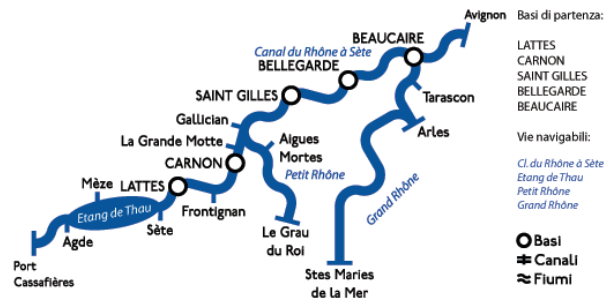 Avignon
BEAUCAIRE
Canal du Rhône à Sète
BELLEGARDE
SAINT GILLES
Tarascon
Gallician
Arles
La Grande Motte
Aigues
Mortes
CARNON
Petit Rhône
Mèze
LATTES
Grand Rhône
Etang de Thau
Frontignan
Sète
Agde
Le Grau
du Roi
Port
Cassafières
Stes Maries
de la Mer
Basi di partenza:
LATTES
CARNON
SAINT GILLES
BELLEGARDE
BEAUCAIRE
Vie navigabili:
Cl. du Rhône à Sète
Etang de Thau
Petit Rhône
Grand Rhône
Basi
Canali
Fiumi